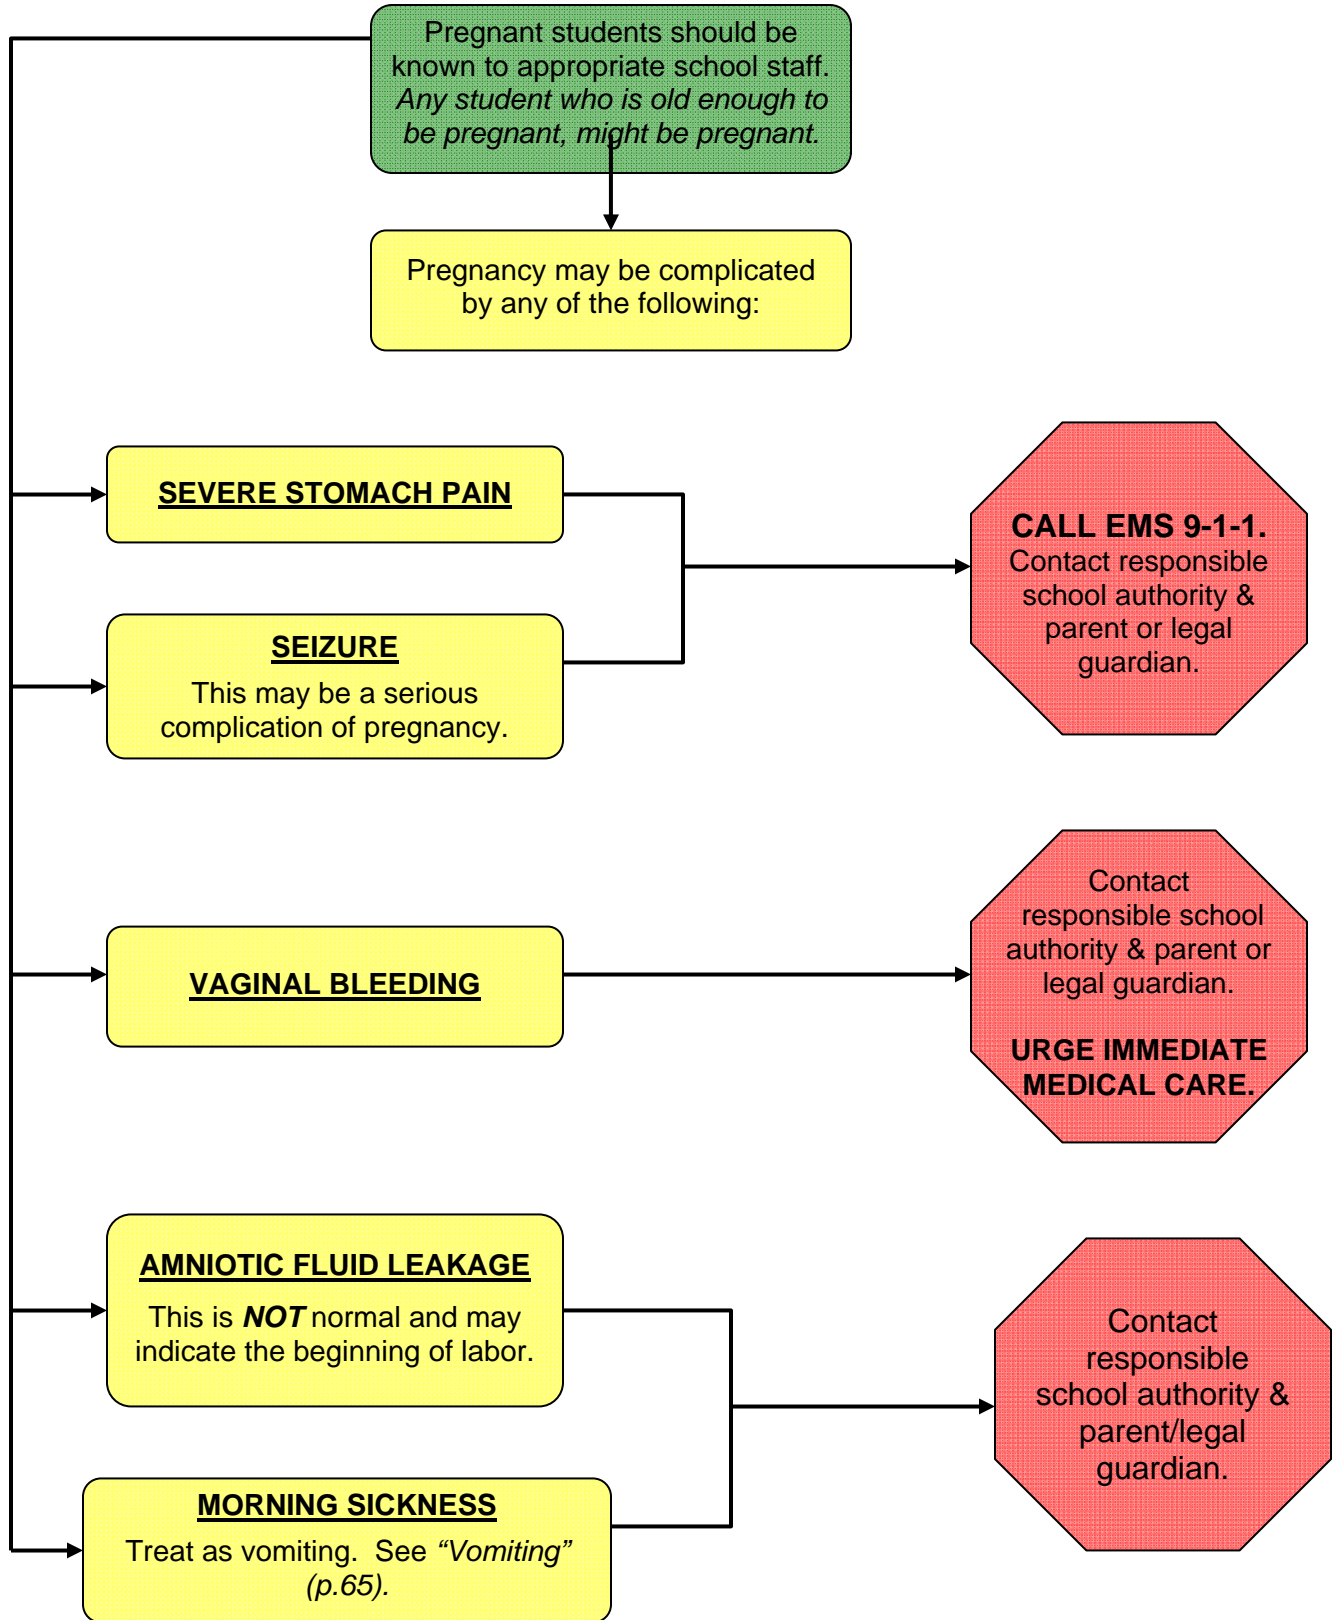 Pregnant students should be
known to appropriate school staff.
Any student who is old enough to
be pregnant, might be pregnant.
Pregnancy may be complicated
by any of the following:
SEVERE STOMACH PAIN
CALL EMS 9-1-1.
Contact responsible
school authority &
parent or legal
guardian.
SEIZURE
This may be a serious
complication of pregnancy.
VAGINAL BLEEDING
Contact
responsible school
authority & parent or
legal guardian.
URGE IMMEDIATE
MEDICAL CARE.
AMNIOTIC FLUID LEAKAGE
This is NOT normal and may
indicate the beginning of labor.
Contact
responsible
school authority &
parent/legal
guardian.
MORNING SICKNESS
Treat as vomiting.  See “Vomiting”
(p.65).